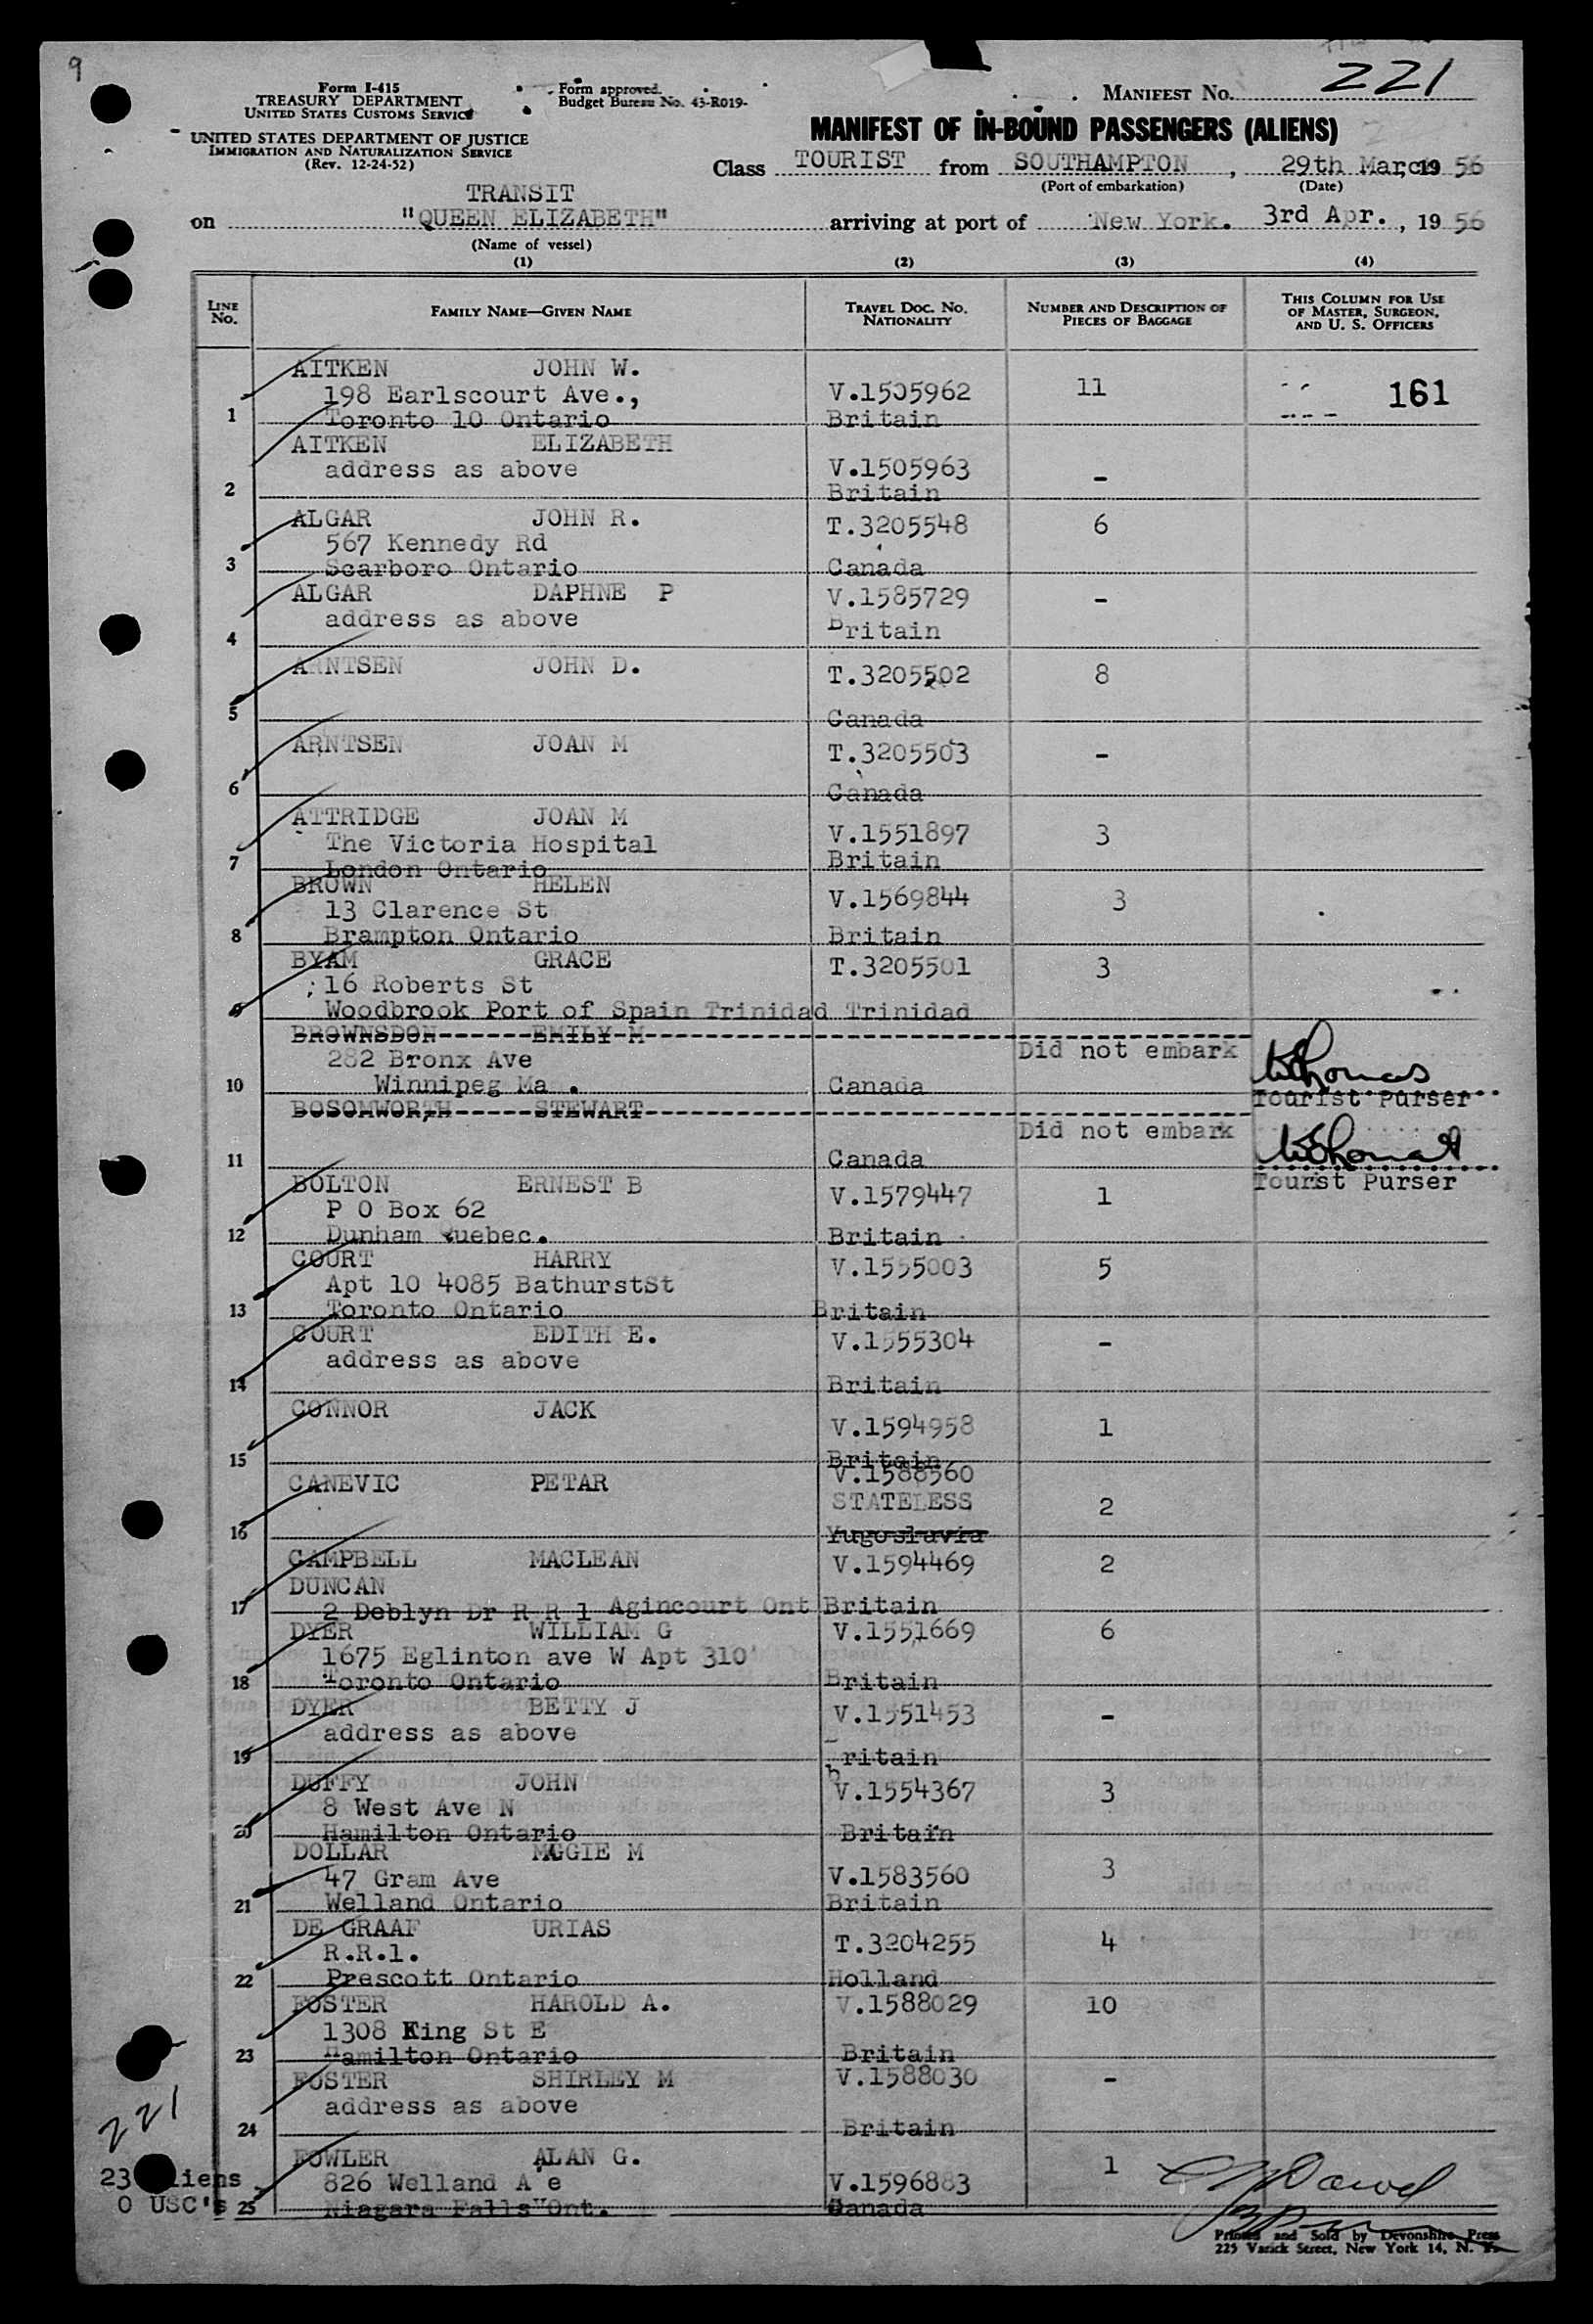 9
Form I-415
TREASURY DEPARTMENT
UNITED STATES CUSTOMS SERVICE
UNITED STATES DEPARTMENT OF JUSTICE
IMMIGRATION AND NATURALIZATION SERVICE
(Rev. 12-24-52)
Form approved.
Budget Bureau No. 43-R019-
MANIFEST No. 221
MANIFEST OF IN-BOUND PASSENGERS (ALIENS)
Class TOURIST from SOUTHAMPTON, 29th March, 19 56
(Port of embarkation) (Date)
TRANSIT
on "QUEEN ELIZABETH" arriving at port of New York. 3rd Apr., 19 56
(Name of vessel)
(1) (2) (3) (4)
LINE No. FAMILY NAME—GIVEN NAME TRAVEL DOC. No. NATIONALITY NUMBER AND DESCRIPTION OF PIECES OF BAGGAGE THIS COLUMN FOR USE OF MASTER, SURGEON, AND U. S. OFFICERS
AITKEN JOHN W.
198 Earlscourt Ave., V.1505962 11 161
1 Toronto 10 Ontario Britain
AITKEN ELIZABETH
address as above V.1505963 -
2 Britain
ALGAR JOHN R. T.3205548 6
567 Kennedy Rd
3 Scarboro Ontario Canada
ALGAR DAPHNE P V.1585729 -
address as above
4 Britain
ARNTSEN JOHN D. T.3205502 8
5 Canada
ARNTSEN JOAN M T.3205503 -
6 Canada
ATTRIDGE JOAN M
The Victoria Hospital V.1551897 3
7 London Ontario Britain
BROWN HELEN V.1569844 3
13 Clarence St
8 Brampton Ontario Britain
BYAM GRACE T.3205501 3
16 Roberts St
9 Woodbrook Port of Spain Trinidad Trinidad
BROWNSDON------EMILY-M
282 Bronx Ave Did not embark
10 Winnipeg Ma . Canada Tourist Purser
BOSOMWORTH-----STEWART
Did not embark
11 Canada Tourst Purser
BOLTON ERNEST B V.1579447 1
P O Box 62
12 Dunham Quebec. Britain
COURT HARRY V.1555003 5
Apt 10 4085 BathurstSt
13 Toronto Ontario Britain
COURT EDITH E. V.1555304 -
address as above
14 Britain
CONNOR JACK V.1594958 1
15 Britain
CANEVIC PETAR V.1588560
STATELESS 2
16 Yugoslavia
CAMPBELL MACLEAN V.1594469 2
DUNCAN
17 2 Deblyn Dr R R 1 Agincourt Ont Britain
DYER WILLIAM G V.1551669 6
1675 Eglinton ave W Apt 310
18 Toronto Ontario Britain
DYER BETTY J V.1551453 -
address as above
19 ritain
DUFFY JOHN V.1554367 3
8 West Ave N
20 Hamilton Ontario Britain
DOLLAR MGGIE M
47 Gram Ave V.1583560 3
21 Welland Ontario Britain
DE GRAAF URIAS T.3204255 4
R.R.1.
22 Prescott Ontario Holland
FOSTER HAROLD A. V.1588029 10
1308 King St E
23 Hamilton Ontario Britain
FOSTER SHIRLEY M V.1588030 -
address as above
24 Britain
FOWLER ALAN G. 1
826 Welland A e V.1596883
25 Niagara Falls Ont. Canada
221
23 liens
0 USC's
Printed and Sold by Devonshire Press
225 Varick Street, New York 14, N. Y.